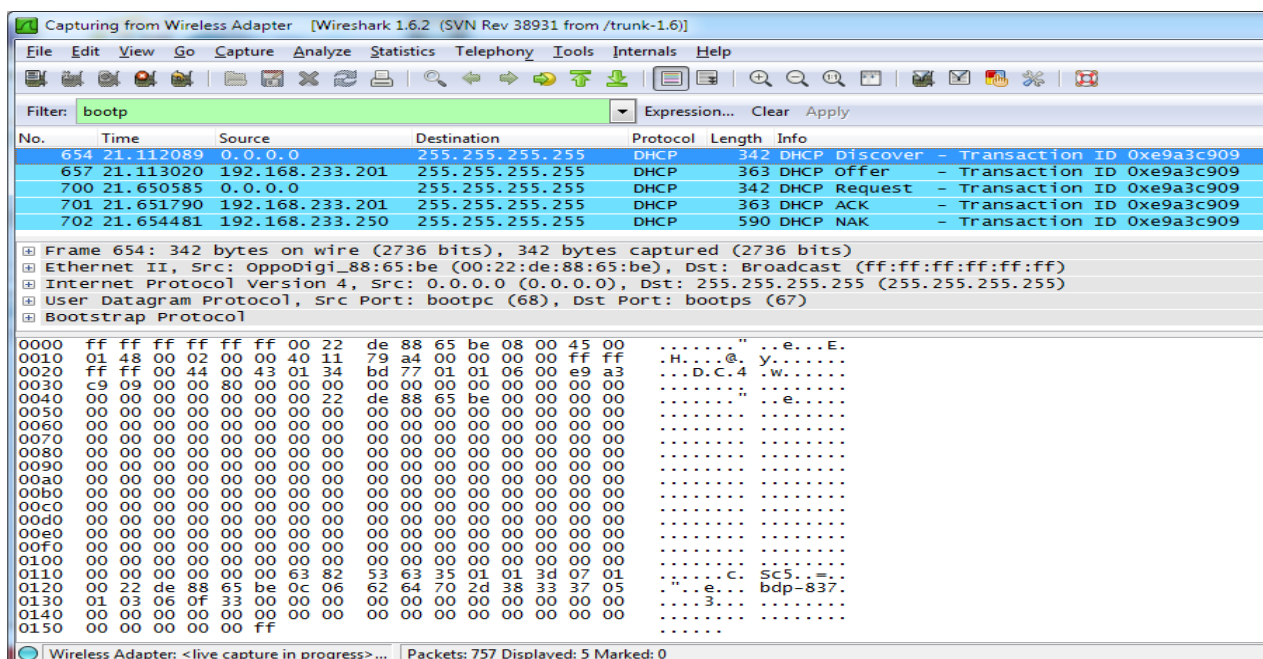 Capturing from Wireless Adapter [Wireshark 1.6.2 (SVN Rev 38931 from /trunk-1.6)]
File Edit View Go Capture Analyze Statistics Telephony Tools Internals Help
Filter: bootp Expression... Clear Apply
No. Time Source Destination Protocol Length Info
654 21.112089 0.0.0.0 255.255.255.255 DHCP 342 DHCP Discover - Transaction ID 0xe9a3c909
657 21.113020 192.168.233.201 255.255.255.255 DHCP 363 DHCP Offer - Transaction ID 0xe9a3c909
700 21.650585 0.0.0.0 255.255.255.255 DHCP 342 DHCP Request - Transaction ID 0xe9a3c909
701 21.651790 192.168.233.201 255.255.255.255 DHCP 363 DHCP ACK - Transaction ID 0xe9a3c909
702 21.654481 192.168.233.250 255.255.255.255 DHCP 590 DHCP NAK - Transaction ID 0xe9a3c909
Frame 654: 342 bytes on wire (2736 bits), 342 bytes captured (2736 bits)
Ethernet II, Src: OppoDigi_88:65:be (00:22:de:88:65:be), Dst: Broadcast (ff:ff:ff:ff:ff:ff)
Internet Protocol Version 4, Src: 0.0.0.0 (0.0.0.0), Dst: 255.255.255.255 (255.255.255.255)
User Datagram Protocol, Src Port: bootpc (68), Dst Port: bootps (67)
Bootstrap Protocol
0000 ff ff ff ff ff ff 00 22 de 88 65 be 08 00 45 00 ......." ..e...E.
0010 01 48 00 02 00 00 40 11 79 a4 00 00 00 00 ff ff .H....@. y.......
0020 ff ff 00 44 00 43 01 34 bd 77 01 01 06 00 e9 a3 ...D.C.4 .w......
0030 c9 09 00 00 80 00 00 00 00 00 00 00 00 00 00 00 ........ ........
0040 00 00 00 00 00 00 00 22 de 88 65 be 00 00 00 00 ......." ..e.....
0050 00 00 00 00 00 00 00 00 00 00 00 00 00 00 00 00 ........ ........
0060 00 00 00 00 00 00 00 00 00 00 00 00 00 00 00 00 ........ ........
0070 00 00 00 00 00 00 00 00 00 00 00 00 00 00 00 00 ........ ........
0080 00 00 00 00 00 00 00 00 00 00 00 00 00 00 00 00 ........ ........
0090 00 00 00 00 00 00 00 00 00 00 00 00 00 00 00 00 ........ ........
00a0 00 00 00 00 00 00 00 00 00 00 00 00 00 00 00 00 ........ ........
00b0 00 00 00 00 00 00 00 00 00 00 00 00 00 00 00 00 ........ ........
00c0 00 00 00 00 00 00 00 00 00 00 00 00 00 00 00 00 ........ ........
00d0 00 00 00 00 00 00 00 00 00 00 00 00 00 00 00 00 ........ ........
00e0 00 00 00 00 00 00 00 00 00 00 00 00 00 00 00 00 ........ ........
00f0 00 00 00 00 00 00 00 00 00 00 00 00 00 00 00 00 ........ ........
0100 00 00 00 00 00 00 00 00 00 00 00 00 00 00 00 00 ........ ........
0110 00 00 00 00 00 00 63 82 53 63 35 01 01 3d 07 01 ......c. Sc5..=..
0120 00 22 de 88 65 be 0c 06 62 64 70 2d 38 33 37 05 ."..e... bdp-837.
0130 01 03 06 0f 33 00 00 00 00 00 00 00 00 00 00 00 ....3... ........
0140 00 00 00 00 00 00 00 00 00 00 00 00 00 00 00 00 ........ ........
0150 00 00 00 00 00 ff ......
Wireless Adapter: <live capture in progress>... Packets: 757 Displayed: 5 Marked: 0